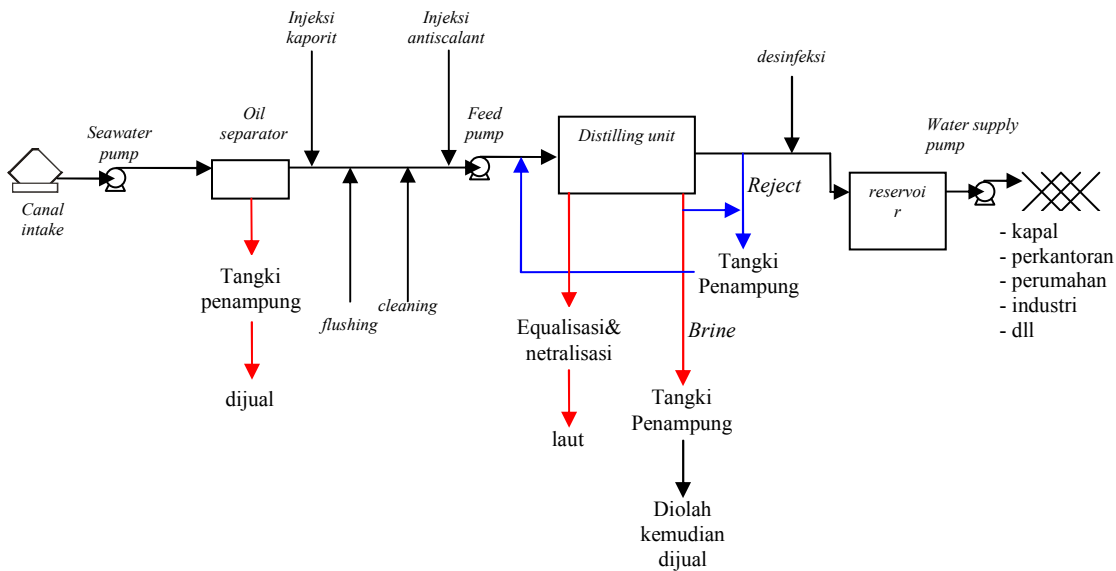 Injeksi
kaporit
Injeksi
antiscalant
desinfeksi
Seawater
pump
Oil
separator
Feed
pump
Distilling unit
Water supply
pump
Canal
intake
Reject
reservoi
r
- kapal
- perkantoran
- perumahan
- industri
- dll
Tangki
penampung
flushing
cleaning
Tangki
Penampung
Equalisasi&
netralisasi
Brine
dijual
Tangki
Penampung
laut
Diolah
kemudian
dijual